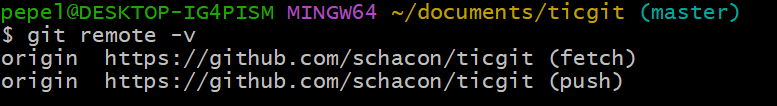 pepel@DESKTOP-IG4PISM MINGW64 ~/documents/ticgit (master)
$ git remote -v
origin  https://github.com/schacon/ticgit (fetch)
origin  https://github.com/schacon/ticgit (push)